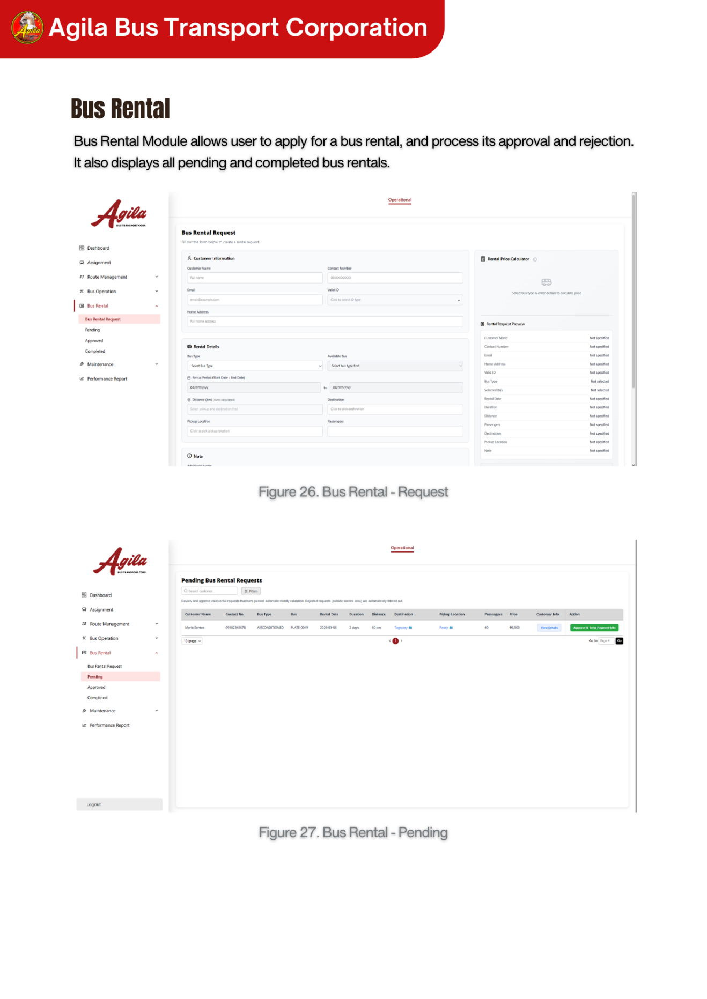 Agila
Agila Bus Transport Corporation
Bus Rental
Bus Rental Module allows user to apply for a bus rental, and process its approval and rejection.
It also displays all pending and completed bus rentals.
Agila
BUS TRANSPORT CORP.
Dashboard
Assignment
Route Management
Bus Operation
Bus Rental
Bus Rental Request
Pending
Approved
Completed
Maintenance
Performance Report
Operational
Bus Rental Request
Fill out the form below to create a rental request.
Customer Information
Customer Name
Contact Number
Full name
Email
Valid ID
email@example.com
Click to select ID type
Home Address
Full home address
Rental Details
Bus Type
Available Bus
Select Bus Type
Select bus type first
Rental Period (Start Date - End Date)
dd/mm/yyyy
to
dd/mm/yyyy
Distance (km) (Auto-calculated)
Destination
Select pickup and destination first
Click to pick destination
Pickup Location
Passengers
Click to pick pickup location
Note
Additional Notes
Rental Price Calculator
Select bus type & enter details to calculate price
Rental Request Preview
Customer Name Not specified
Contact Number Not specified
Email Not specified
Home Address Not specified
Valid ID Not specified
Bus Type Not selected
Selected Bus Not selected
Rental Date Not specified
Duration Not specified
Distance Not specified
Passengers Not specified
Destination Not specified
Pickup Location Not specified
Note Not specified
Figure 26. Bus Rental - Request
Agila
BUS TRANSPORT CORP.
Dashboard
Assignment
Route Management
Bus Operation
Bus Rental
Bus Rental Request
Pending
Approved
Completed
Maintenance
Performance Report
Logout
Operational
Pending Bus Rental Requests
Search customer...
Filters
Review and approve valid rental requests that have passed automatic vicinity validation. Rejected requests (outside service area) are automatically filtered out.
Customer Name Contact No. Bus Type Bus Rental Date Duration Distance Destination Pickup Location Passengers Price Customer Info Action
Maria Santos 09182345678 AIRCONDITIONED PLATE-0019 2026-01-06 2 days 60 km Tagaytay Pasay 40 ₱8,500 View Details Approve & Send Payment Info
10 /page
‹ 1 ›
Go to: Page # Go
Figure 27. Bus Rental - Pending